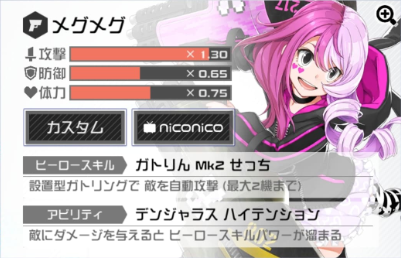 メグメグ
攻撃 × 1.30
防御 × 0.65
体力 × 0.75
カスタム niconico
ヒーロースキル ガトりん Mk2 せっち
設置型ガトリングで 敵を自動攻撃 (最大2機まで)
アビリティ デンジャラス ハイテンション
敵にダメージを与えると ヒーロースキルパワーが溜まる